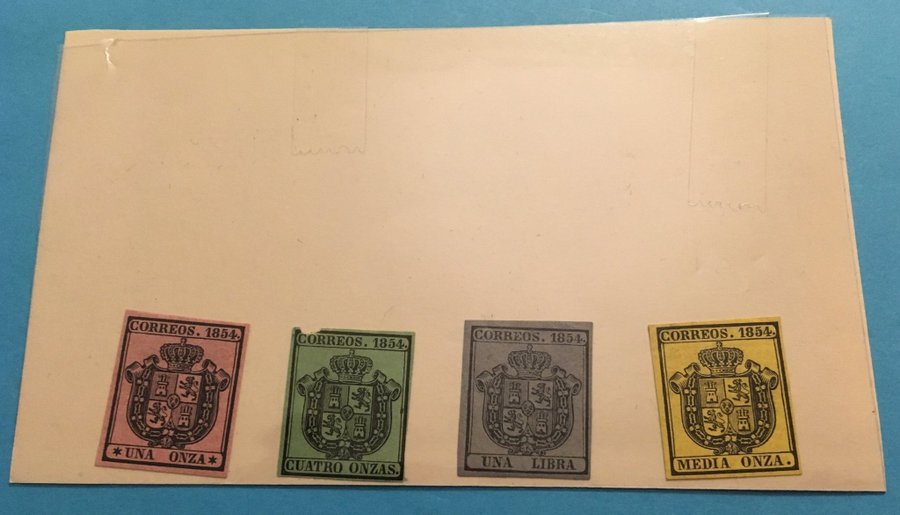 CORREOS. 1854.
* UNA ONZA *
CORREOS. 1854.
CUATRO ONZAS.
CORREOS. 1854.
UNA LIBRA
CORREOS. 1854.
MEDIA ONZA.